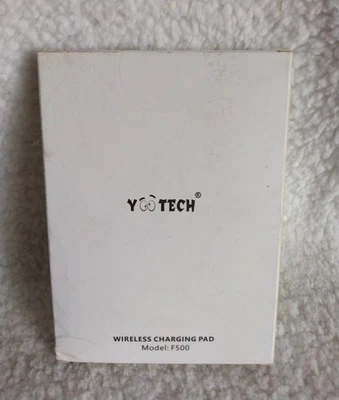 YOOTECH®
WIRELESS CHARGING PAD
Model: F500